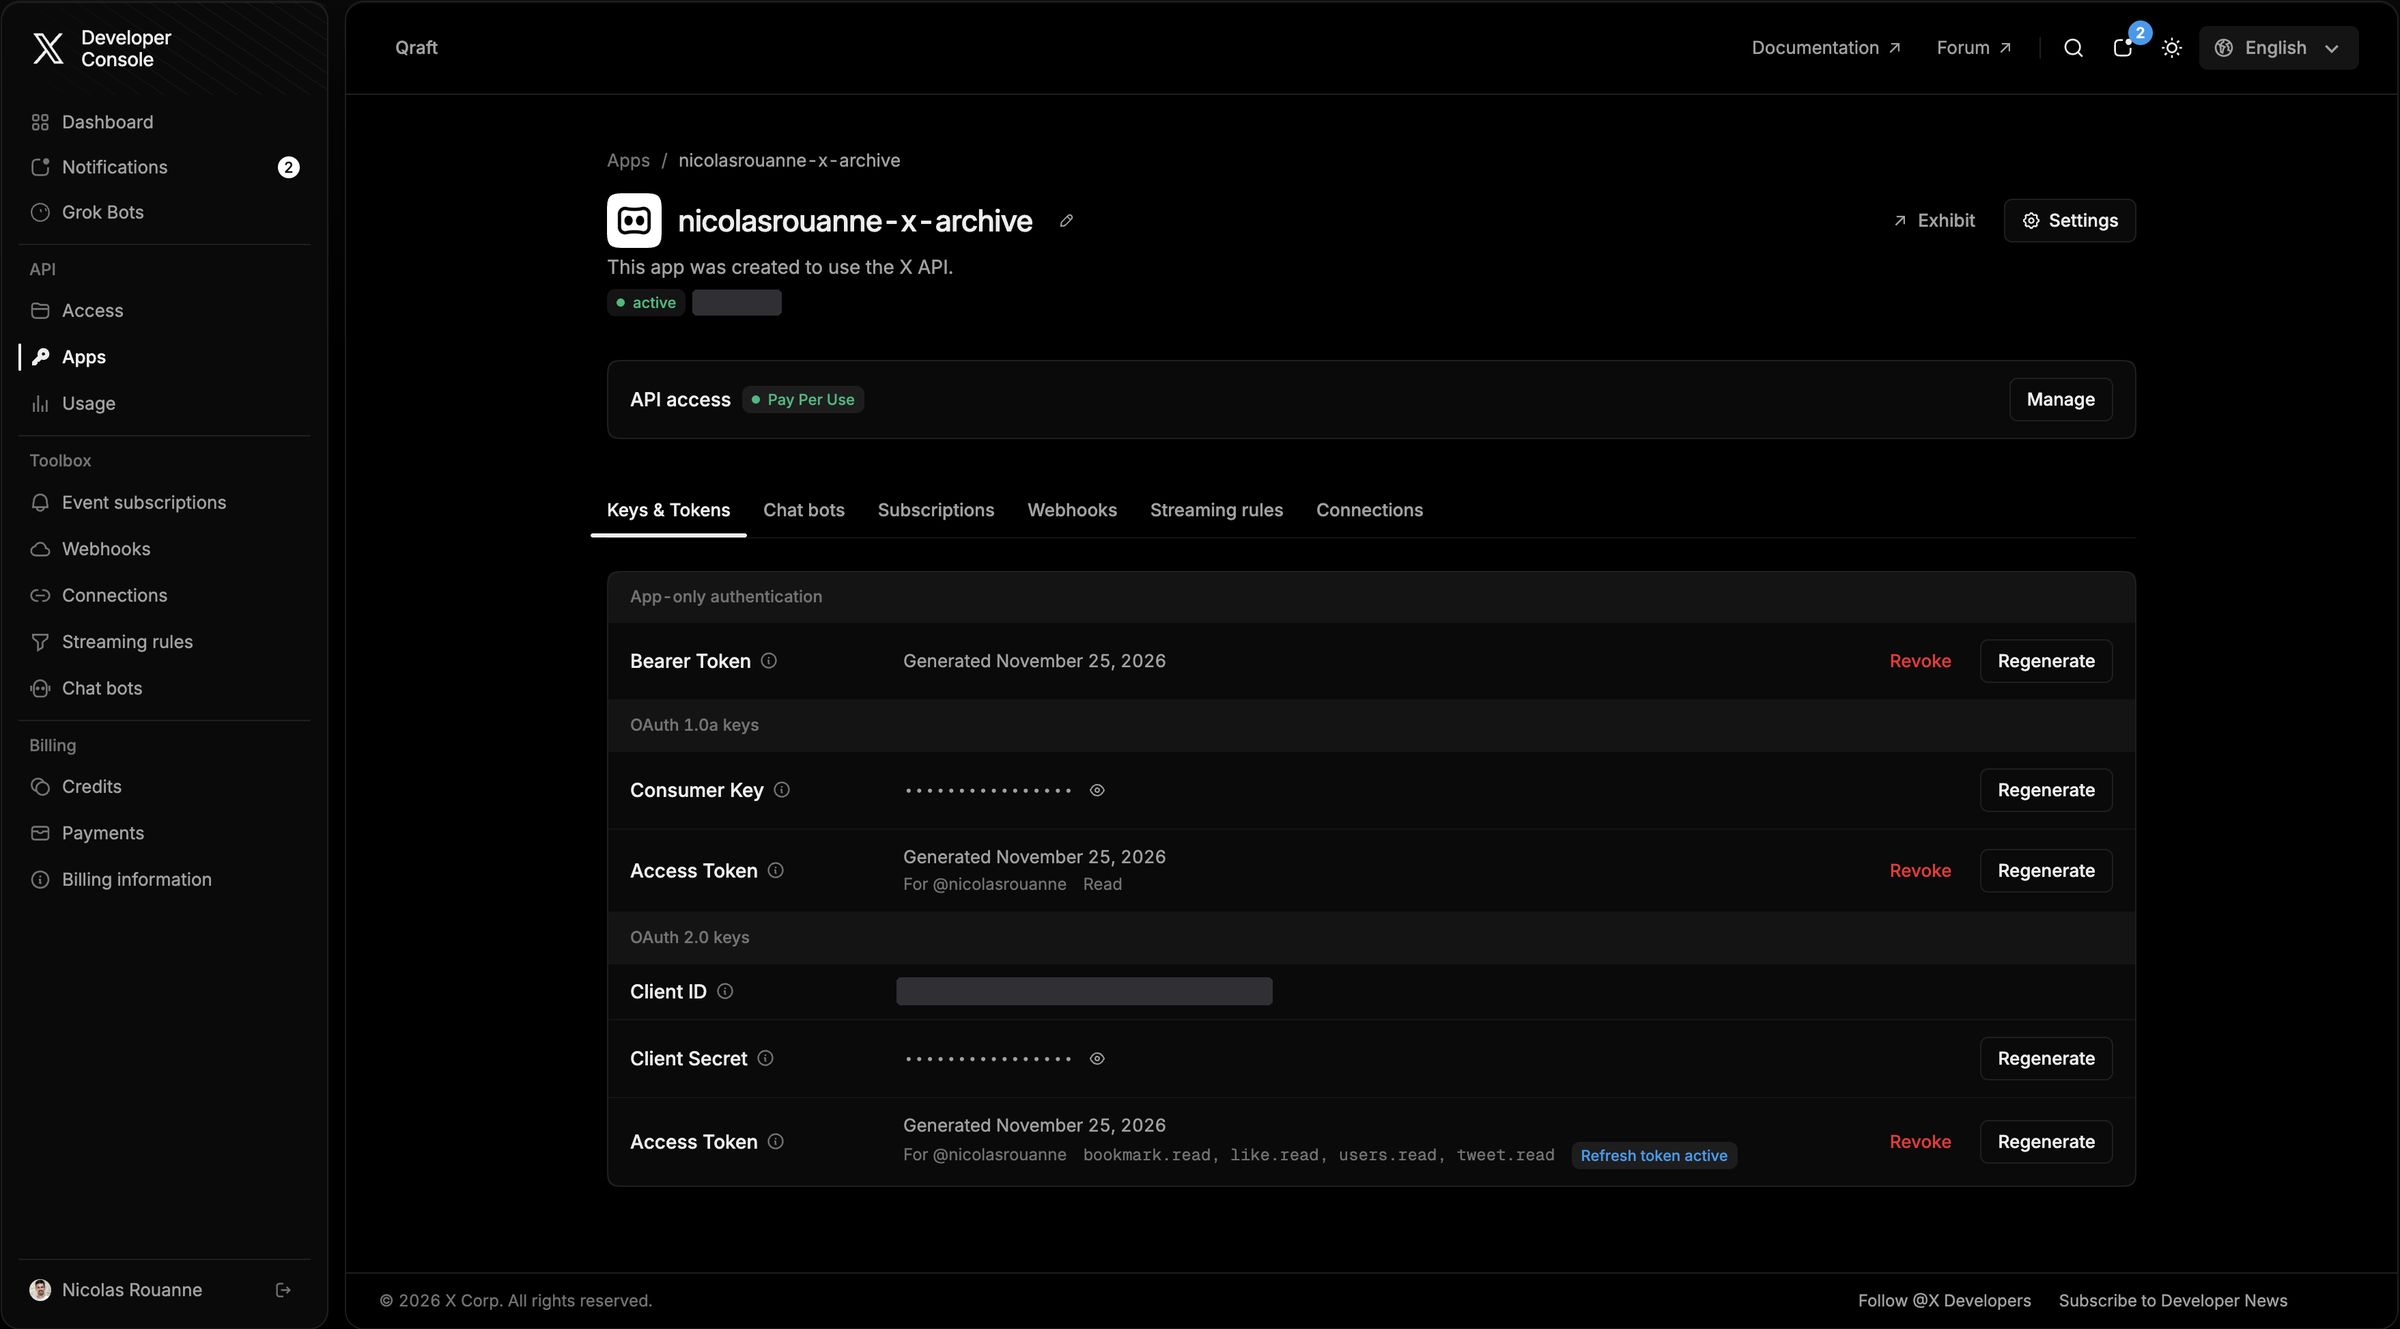 Developer
Console
Dashboard
Notifications 2
Grok Bots
API
Access
Apps
Usage
Toolbox
Event subscriptions
Webhooks
Connections
Streaming rules
Chat bots
Billing
Credits
Payments
Billing information
Nicolas Rouanne
Qraft
Documentation Forum 2 English
Apps / nicolasrouanne-x-archive
nicolasrouanne-x-archive
Exhibit Settings
This app was created to use the X API.
active
API access Pay Per Use Manage
Keys & Tokens Chat bots Subscriptions Webhooks Streaming rules Connections
App-only authentication
Bearer Token Generated November 25, 2026 Revoke Regenerate
OAuth 1.0a keys
Consumer Key •••••••••••••••• Regenerate
Access Token Generated November 25, 2026 Revoke Regenerate
For @nicolasrouanne Read
OAuth 2.0 keys
Client ID
Client Secret •••••••••••••••• Regenerate
Access Token Generated November 25, 2026 Revoke Regenerate
For @nicolasrouanne bookmark.read, like.read, users.read, tweet.read Refresh token active
© 2026 X Corp. All rights reserved.
Follow @X Developers Subscribe to Developer News